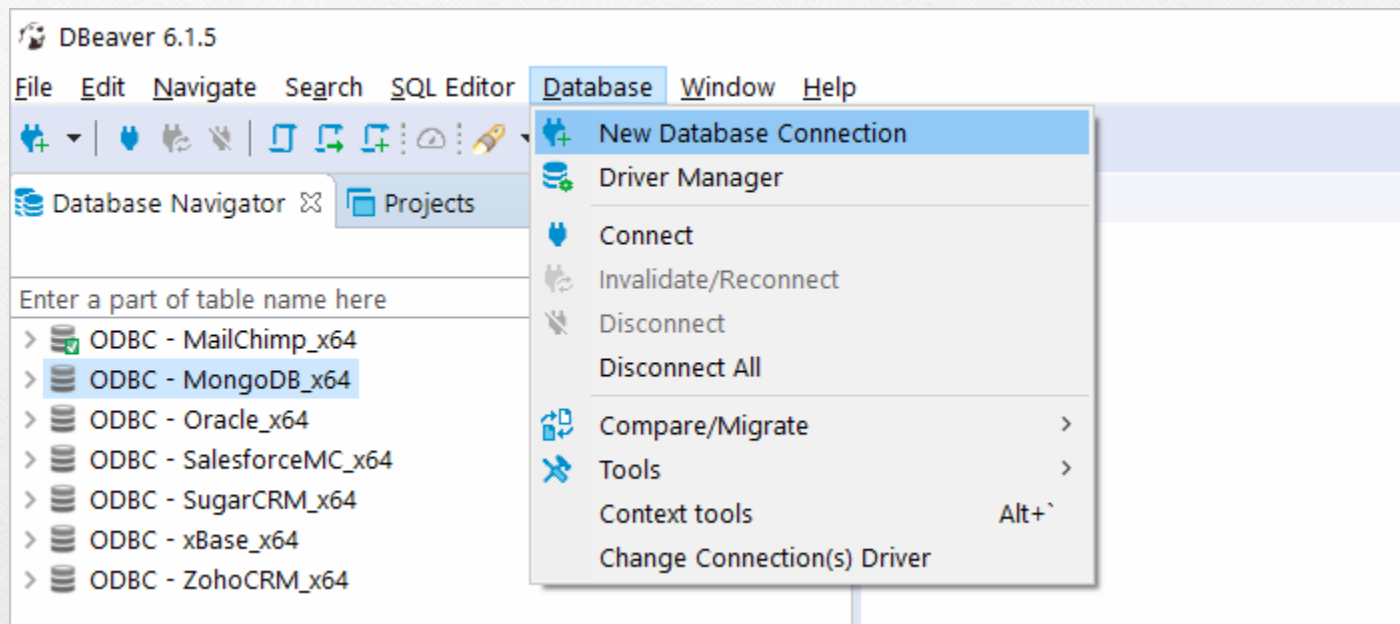 DBeaver 6.1.5
File Edit Navigate Search SQL Editor Database Window Help
New Database Connection
Driver Manager
Connect
Invalidate/Reconnect
Disconnect
Disconnect All
Compare/Migrate
Tools
Context tools Alt+`
Change Connection(s) Driver
Database Navigator Projects
Enter a part of table name here
ODBC - MailChimp_x64
ODBC - MongoDB_x64
ODBC - Oracle_x64
ODBC - SalesforceMC_x64
ODBC - SugarCRM_x64
ODBC - xBase_x64
ODBC - ZohoCRM_x64